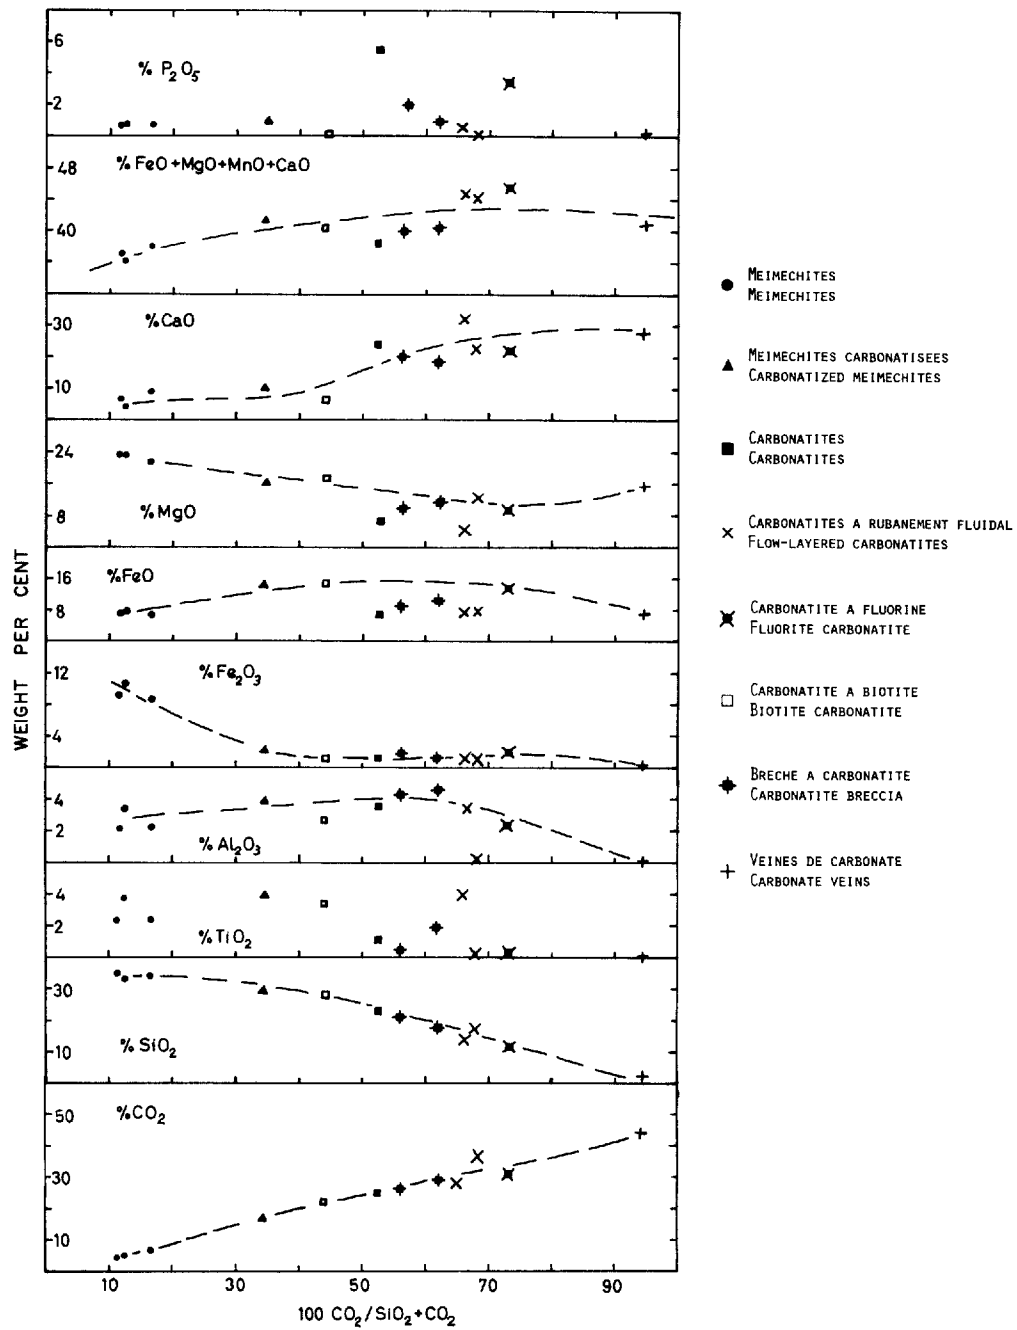 6
2
% P2O5
48
40
% FeO+MgO+MnO+CaO
30
10
%CaO
24
8
%MgO
16
8
%FeO
12
4
%Fe2O3
4
2
%Al2O3
4
2
%TiO2
30
10
%SiO2
50
30
10
%CO2
10 30 50 70 90
100 CO2/SiO2+CO2
WEIGHT PER CENT
MEIMECHITES
MEIMECHITES
MEIMECHITES CARBONATISEES
CARBONATIZED MEIMECHITES
CARBONATITES
CARBONATITES
CARBONATITES A RUBANEMENT FLUIDAL
FLOW-LAYERED CARBONATITES
CARBONATITE A FLUORINE
FLUORITE CARBONATITE
CARBONATITE A BIOTITE
BIOTITE CARBONATITE
BRECHE A CARBONATITE
CARBONATITE BRECCIA
VEINES DE CARBONATE
CARBONATE VEINS